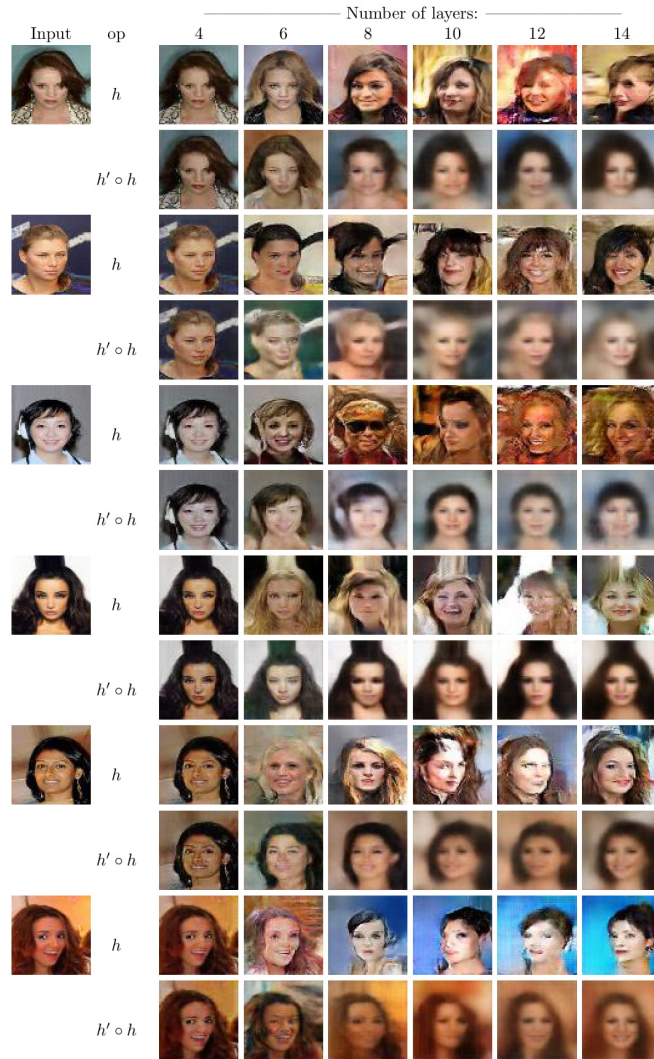 Number of layers:
Input op 4 6 8 10 12 14
h
h′ ∘ h
h
h′ ∘ h
h
h′ ∘ h
h
h′ ∘ h
h
h′ ∘ h
h
h′ ∘ h